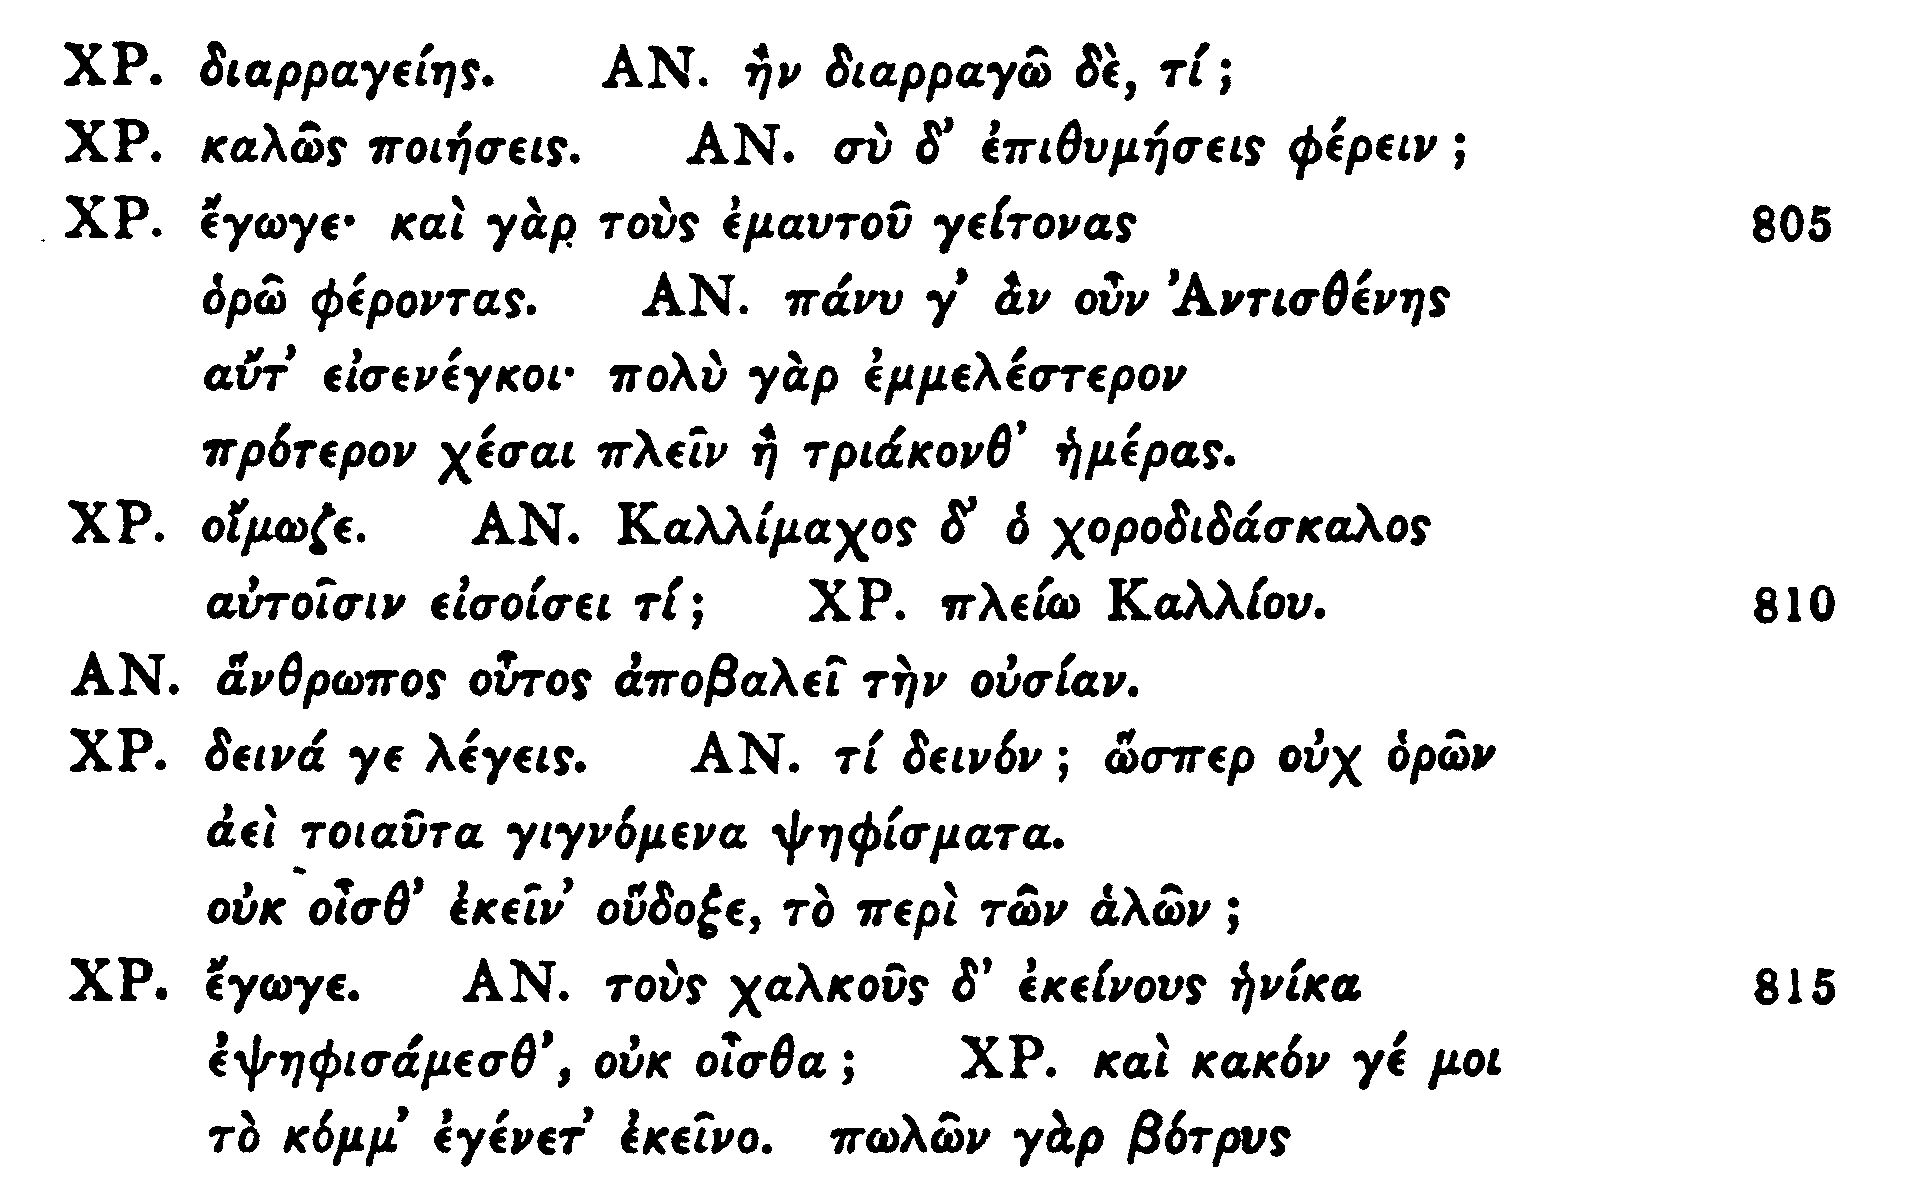 ΧΡ. διαρραγείης. ΑΝ. ἢν διαρραγῶ δὲ, τί;
ΧΡ. καλῶς ποιήσεις. ΑΝ. σὺ δ’ ἐπιθυμήσεις φέρειν;
ΧΡ. ἔγωγε· καὶ γὰρ τοὺς ἐμαυτοῦ γείτονας 805
ὁρῶ φέροντας. ΑΝ. πάνυ γ’ ἂν οὖν Ἀντισθένης
αὔτ’ εἰσενέγκοι· πολὺ γὰρ ἐμμελέστερον
πρότερον χέσαι πλεῖν ἢ τριάκονθ’ ἡμέρας.
ΧΡ. οἴμωζε. ΑΝ. Καλλίμαχος δ’ ὁ χοροδιδάσκαλος
αὐτοῖσιν εἰσοίσει τί; ΧΡ. πλείω Καλλίου. 810
ΑΝ. ἅνθρωπος οὗτος ἀποβαλεῖ τὴν οὐσίαν.
ΧΡ. δεινά γε λέγεις. ΑΝ. τί δεινόν; ὥσπερ οὐχ ὁρῶν
ἀεὶ τοιαῦτα γιγνόμενα ψηφίσματα.
οὐκ οἶσθ’ ἐκεῖν’ οὕδοξε, τὸ περὶ τῶν ἁλῶν;
ΧΡ. ἔγωγε. ΑΝ. τοὺς χαλκοῦς δ’ ἐκείνους ἡνίκα 815
ἐψηφισάμεσθ’, οὐκ οἶσθα; ΧΡ. καὶ κακόν γέ μοι
τὸ κόμμ’ ἐγένετ’ ἐκεῖνο. πωλῶν γὰρ βότρυς